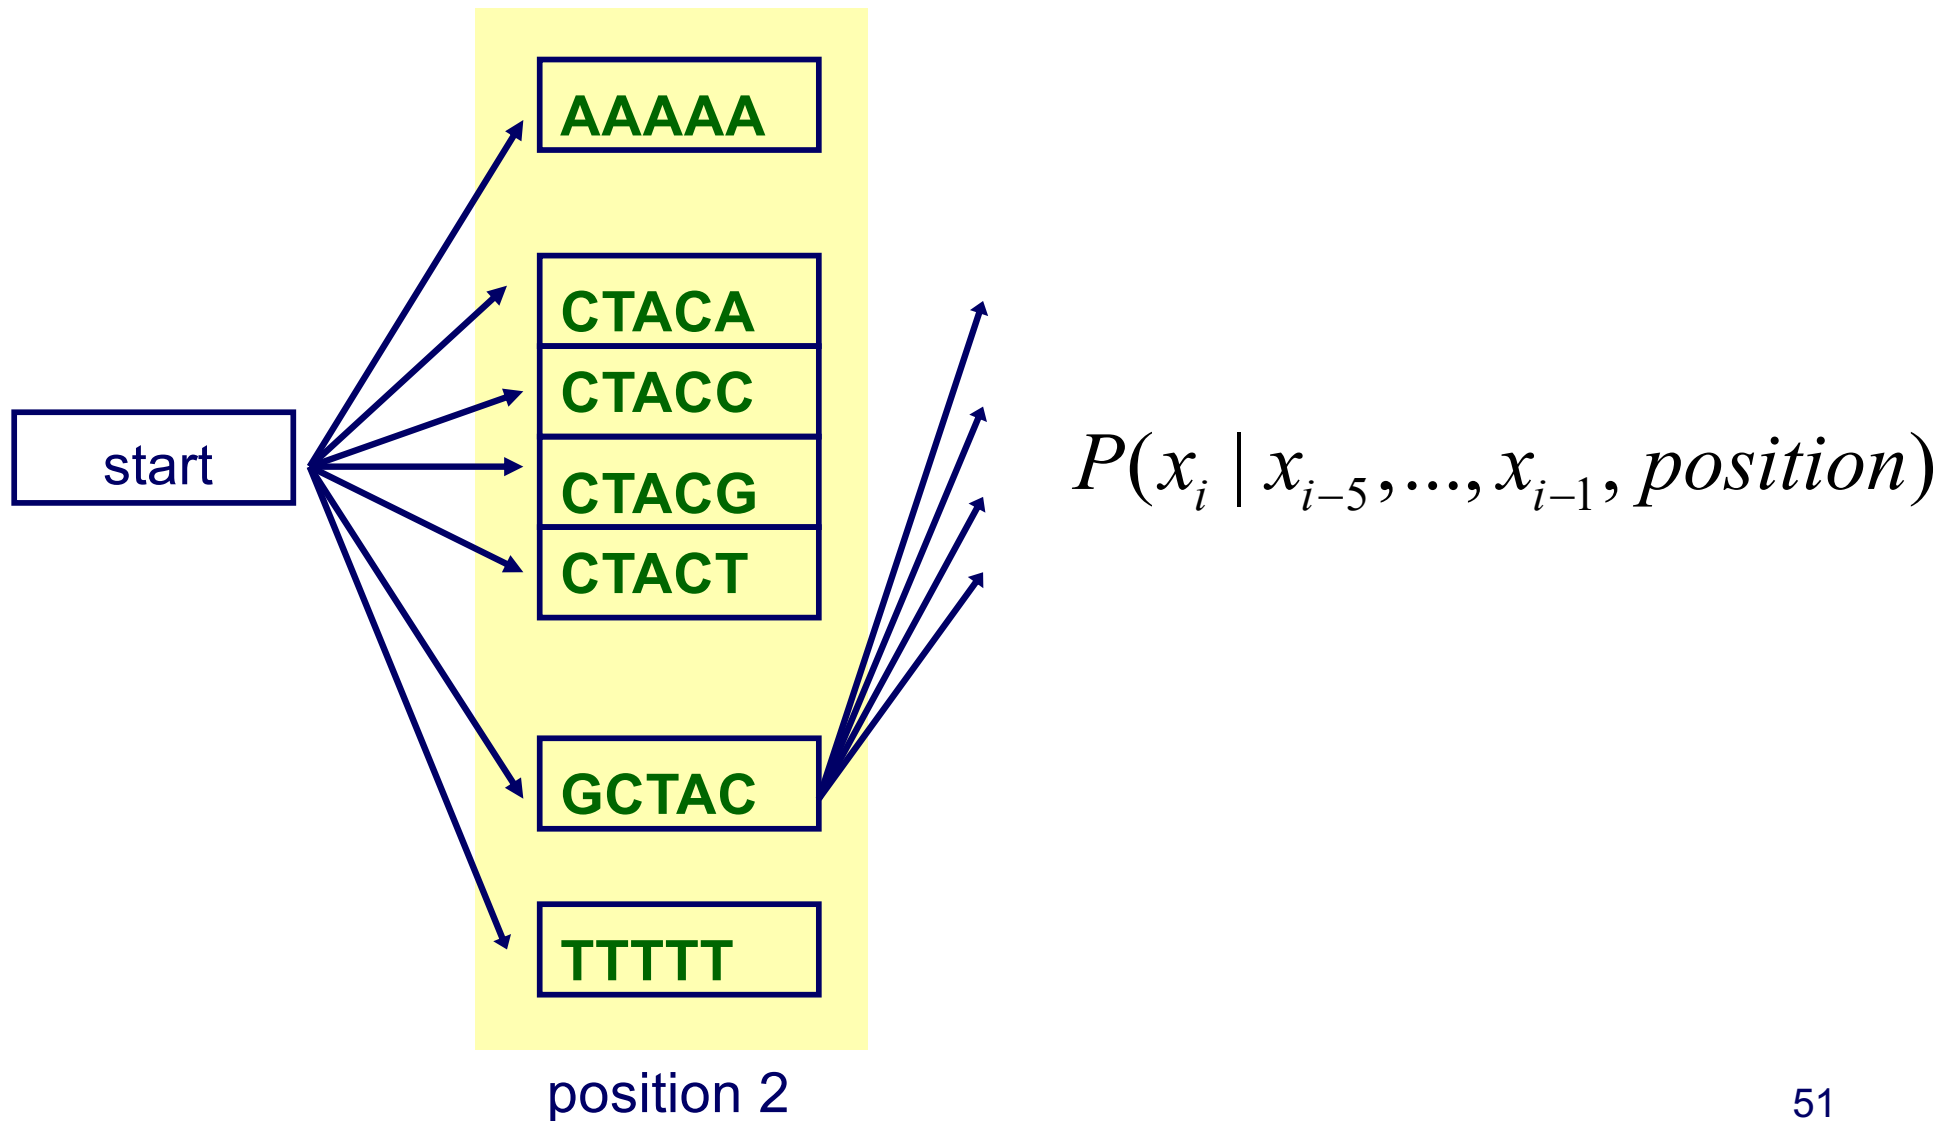 AAAAA
CTACA
CTACC
start
CTACG
P(x_i | x_{i-5},..., x_{i-1}, position)
CTACT
GCTAC
TTTTT
position 2
51